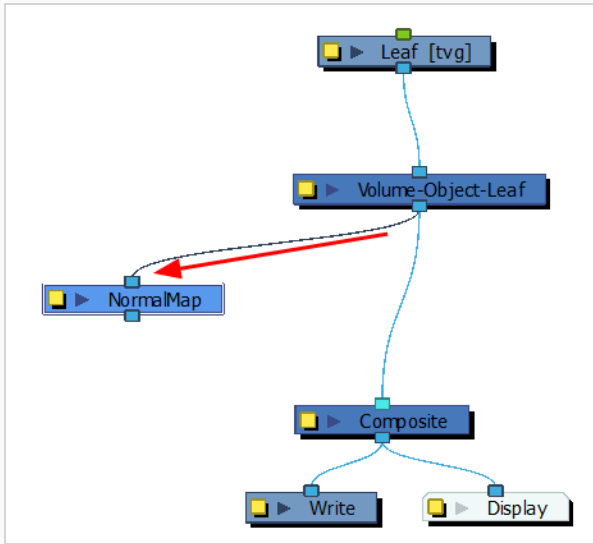 Leaf [tvg]
Volume-Object-Leaf
NormalMap
Composite
Write
Display